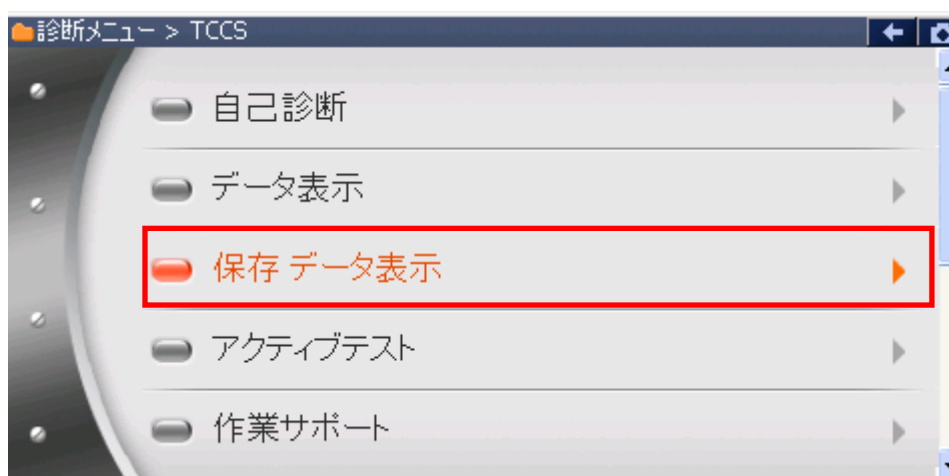 診断メニュー > TCCS
自己診断
データ表示
保存 データ表示
アクティブテスト
作業サポート